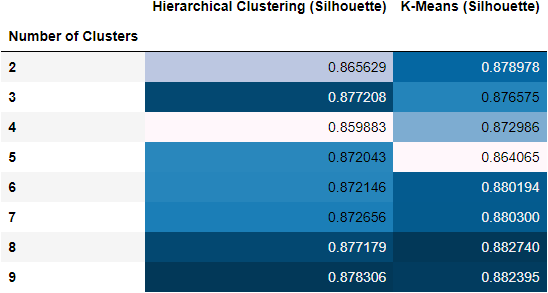 Hierarchical Clustering (Silhouette) K-Means (Silhouette)
Number of Clusters
2 0.865629 0.878978
3 0.877208 0.876575
4 0.859883 0.872986
5 0.872043 0.864065
6 0.872146 0.880194
7 0.872656 0.880300
8 0.877179 0.882740
9 0.878306 0.882395